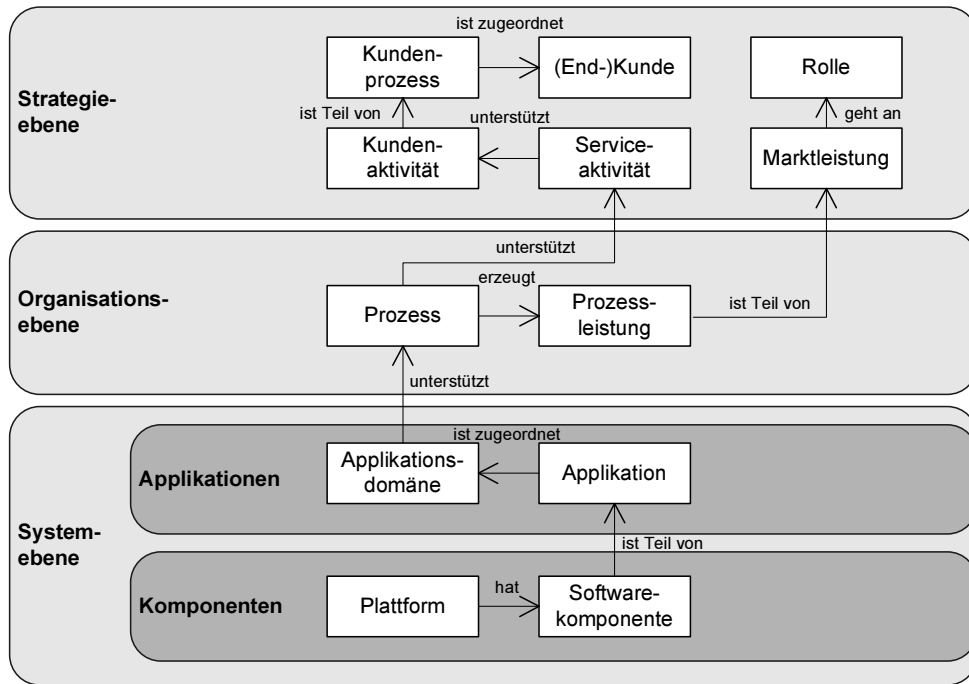 ist zugeordnet
Kunden-
prozess
(End-)Kunde
Rolle
Strategie-
ebene
ist Teil von
unterstützt
geht an
Kunden-
aktivität
Service-
aktivität
Marktleistung
unterstützt
Organisations-
ebene
erzeugt
Prozess
Prozess-
leistung
ist Teil von
unterstützt
ist zugeordnet
Applikationen
Applikations-
domäne
Applikation
System-
ebene
ist Teil von
Komponenten
Plattform
hat
Software-
komponente